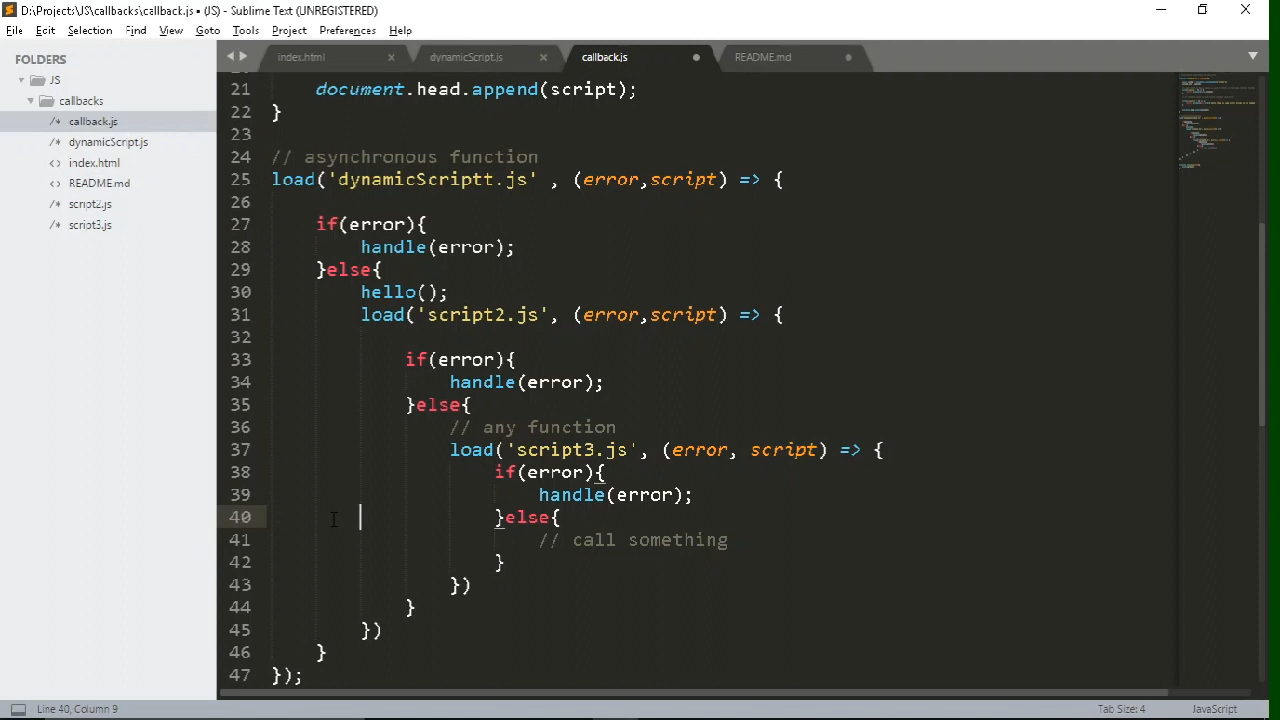 D:\Projects\JS\callbacks\callback.js • (JS) - Sublime Text (UNREGISTERED)
File Edit Selection Find View Goto Tools Project Preferences Help
FOLDERS
JS
callbacks
/* callback.js
/* dynamicScript.js
<> index.html
<> README.md
/* script2.js
/* script3.js
index.html × dynamicScript.js × callback.js README.md
21 document.head.append(script);
22 }
23
24 // asynchronous function
25 load('dynamicScriptt.js' , (error,script) => {
26
27 if(error){
28 handle(error);
29 }else{
30 hello();
31 load('script2.js', (error,script) => {
32
33 if(error){
34 handle(error);
35 }else{
36 // any function
37 load('script3.js', (error, script) => {
38 if(error){
39 handle(error);
40 }else{
41 // call something
42 }
43 })
44 }
45 })
46 }
47 });
Line 40, Column 9 Tab Size: 4 JavaScript